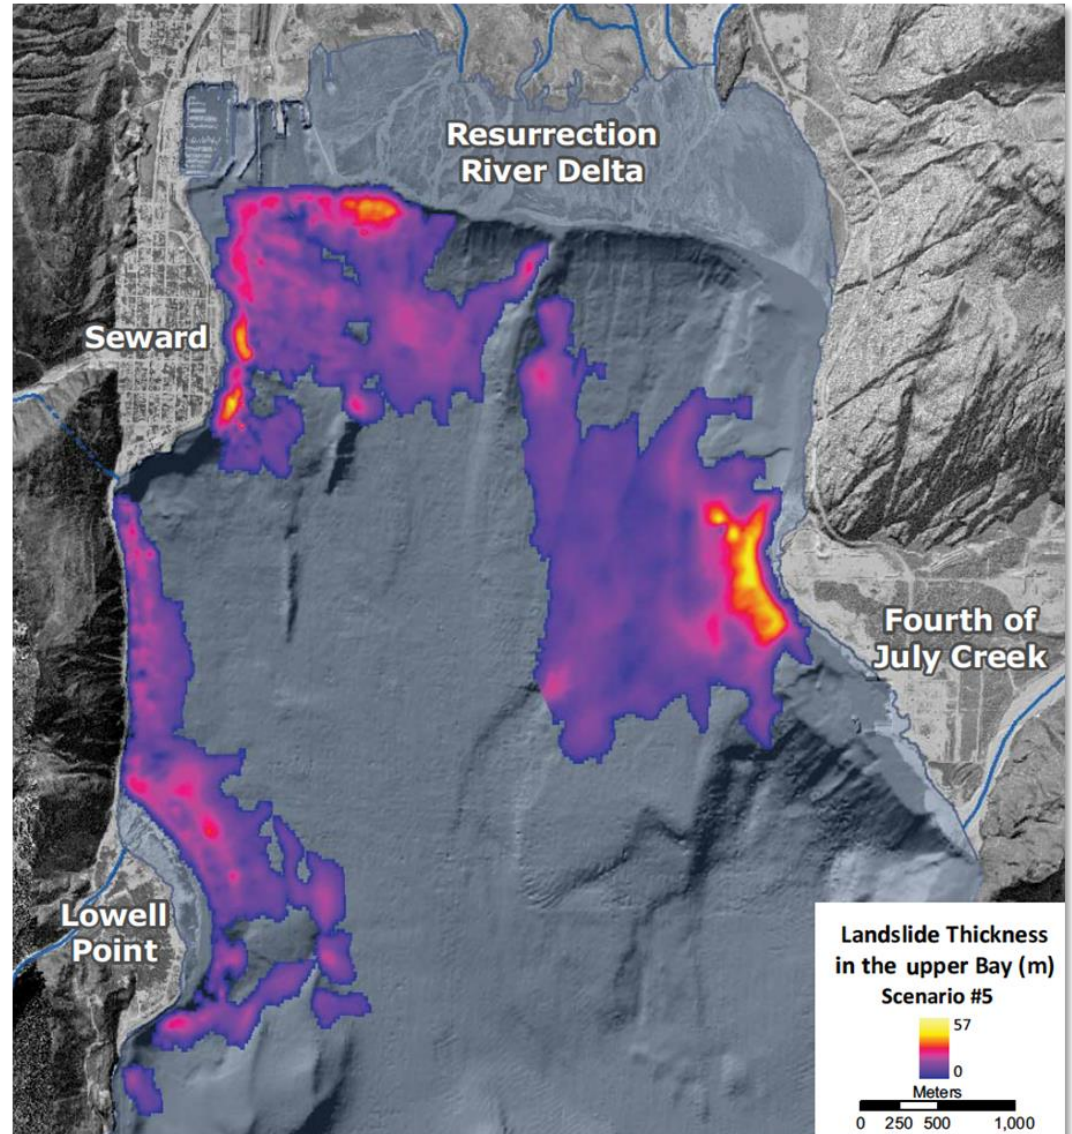 Resurrection
River Delta
Seward
Fourth of
July Creek
Lowell
Point
Landslide Thickness
in the upper Bay (m)
Scenario #5
57
0
Meters
0 250 500 1,000